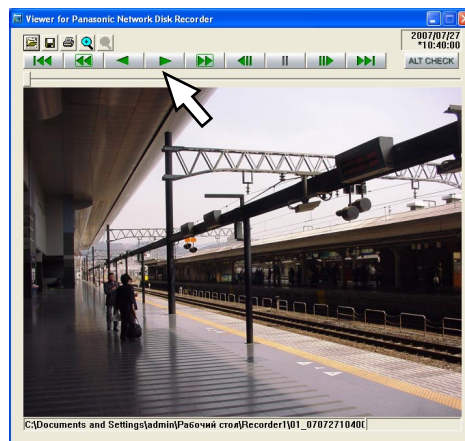 Viewer for Panasonic Network Disk Recorder
2007/07/27
*10:40:00
ALT CHECK
C:\Documents and Settings\admin\Рабочий стол\Recorder1\01_0707271040(